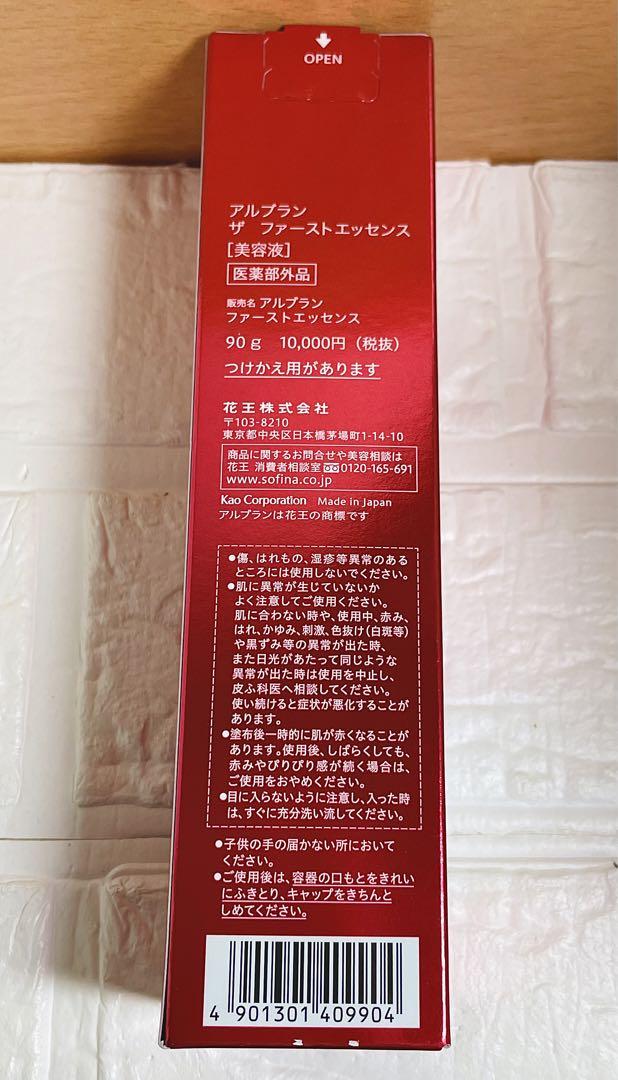 OPEN
アルブラン
ザ ファーストエッセンス
[美容液]
医薬部外品
販売名 アルブラン
ファーストエッセンス
90g 10,000円（税抜）
つけかえ用があります
花王株式会社
〒103-8210
東京都中央区日本橋茅場町1-14-10
商品に関するお問合せや美容相談は
花王 消費者相談室 0120-165-691
www.sofina.co.jp
Kao Corporation Made in Japan
アルブランは花王の商標です
●傷、はれもの、湿疹等異常のある
ところには使用しないでください。
●肌に異常が生じていないか
よく注意してご使用ください。
肌に合わない時や、使用中、赤み、
はれ、かゆみ、刺激、色抜け(白斑等)
や黒ずみ等の異常が出た時、
また日光があたって同じような
異常が出た時は使用を中止し、
皮ふ科医へ相談してください。
使い続けると症状が悪化することが
あります。
●塗布後一時的に肌が赤くなることが
あります。使用後、しばらくしても、
赤みやぴりぴり感が続く場合は、
ご使用をおやめください。
●目に入らないように注意し、入った時
は、すぐに充分洗い流してください。
●子供の手の届かない所において
ください。
●ご使用後は、容器の口もとをきれい
にふきとり、キャップをきちんと
しめてください。
4 901301 409904